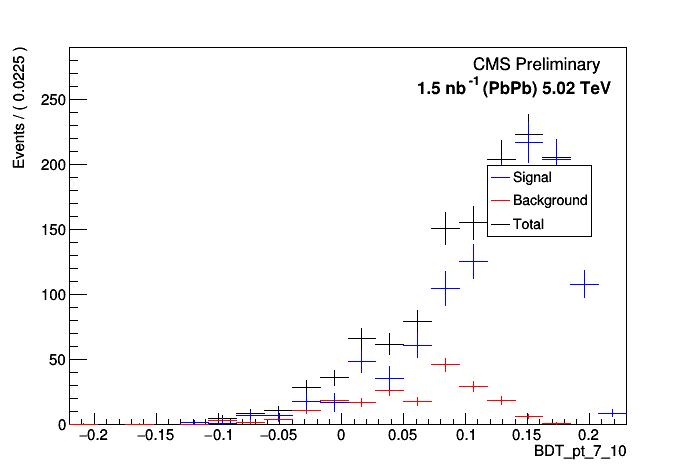 CMS Preliminary
1.5 nb-1 (PbPb) 5.02 TeV
Events / ( 0.0225 )
250
200
150
100
50
0
Signal
Background
Total
−0.2 −0.15 −0.1 −0.05 0 0.05 0.1 0.15 0.2
BDT_pt_7_10